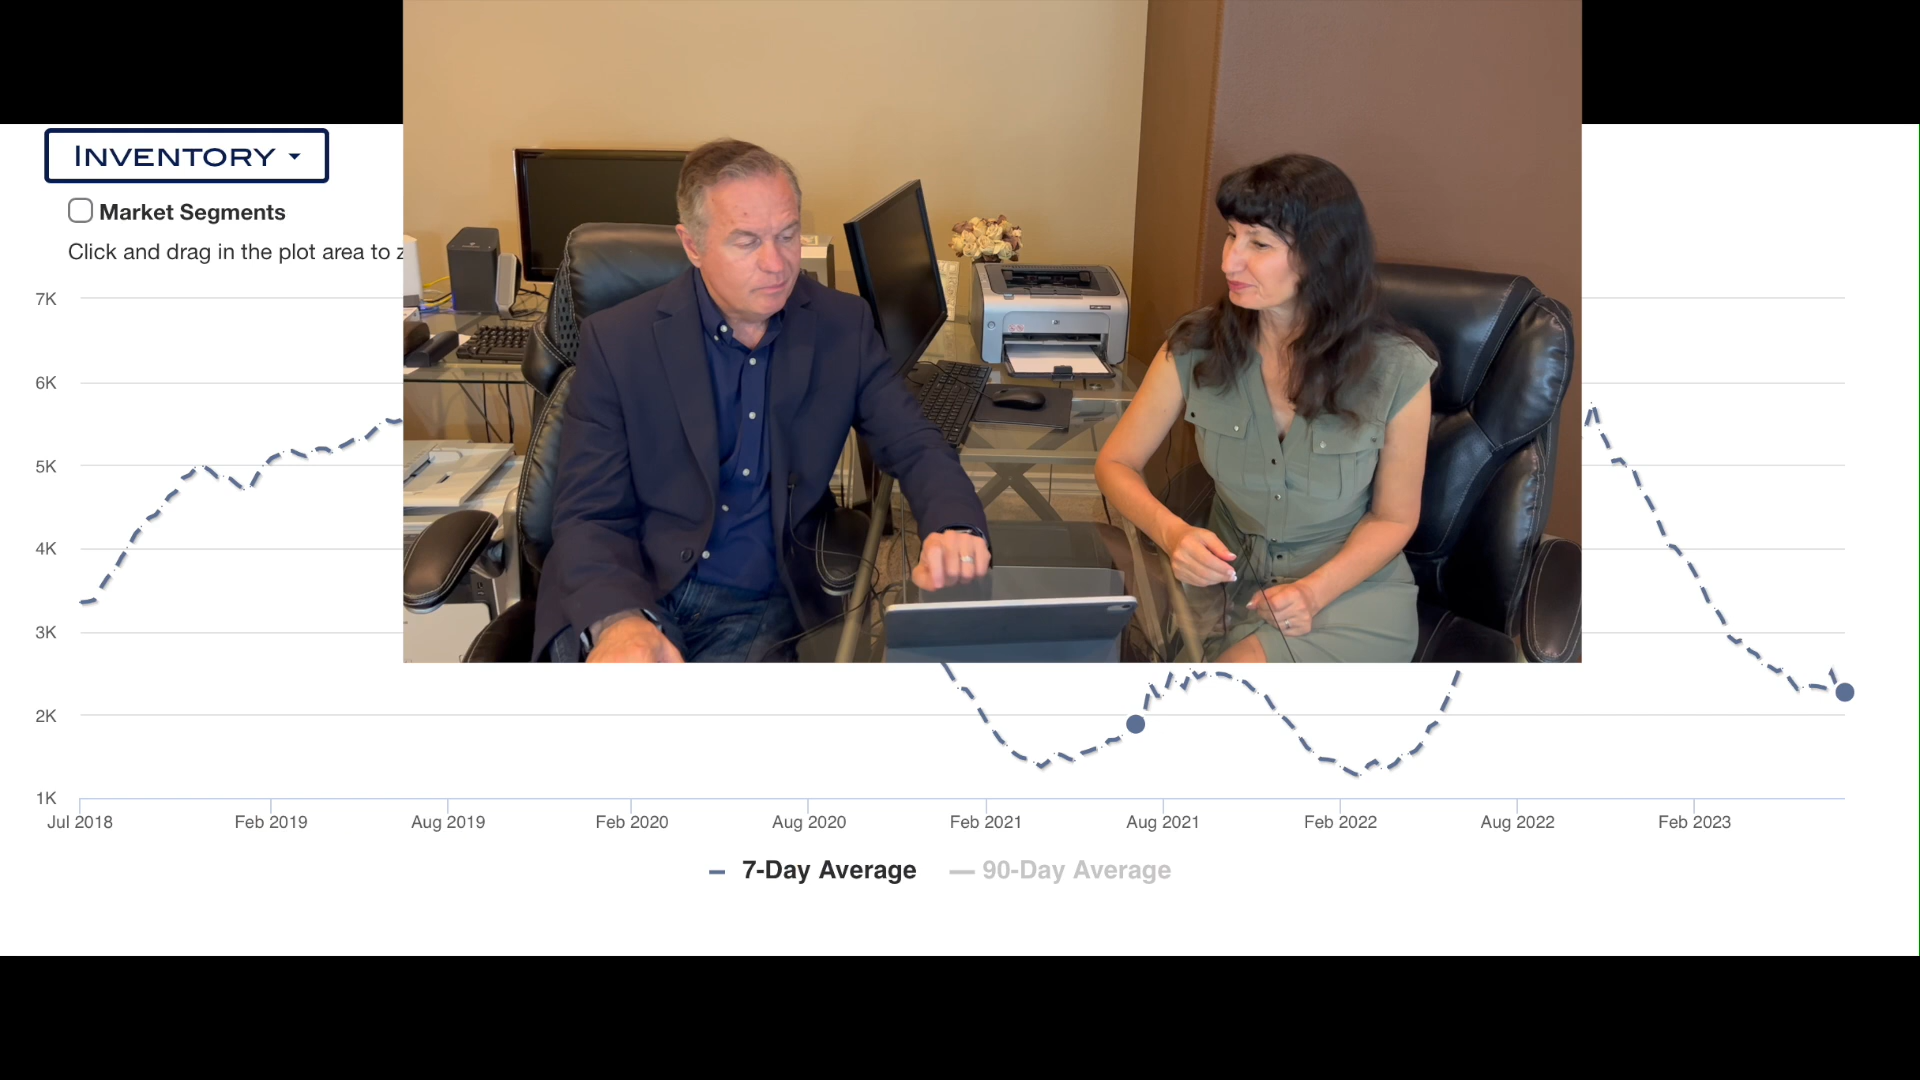 INVENTORY
Market Segments
Click and drag in the plot area to
7K
6K
5K
4K
3K
2K
1K
Jul 2018 Feb 2019 Aug 2019 Feb 2020 Aug 2020 Feb 2021 Aug 2021 Feb 2022 Aug 2022 Feb 2023
7-Day Average 90-Day Average